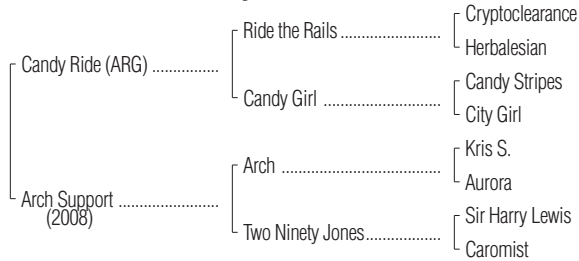 Cryptoclearance
Ride the Rails ....................
Herbalesian
Candy Ride (ARG) .................
Candy Stripes
Candy Girl ..........................
City Girl
Kris S.
Arch ...................................
Aurora
Arch Support .........................
(2008)
Sir Harry Lewis
Two Ninety Jones...................
Caromist